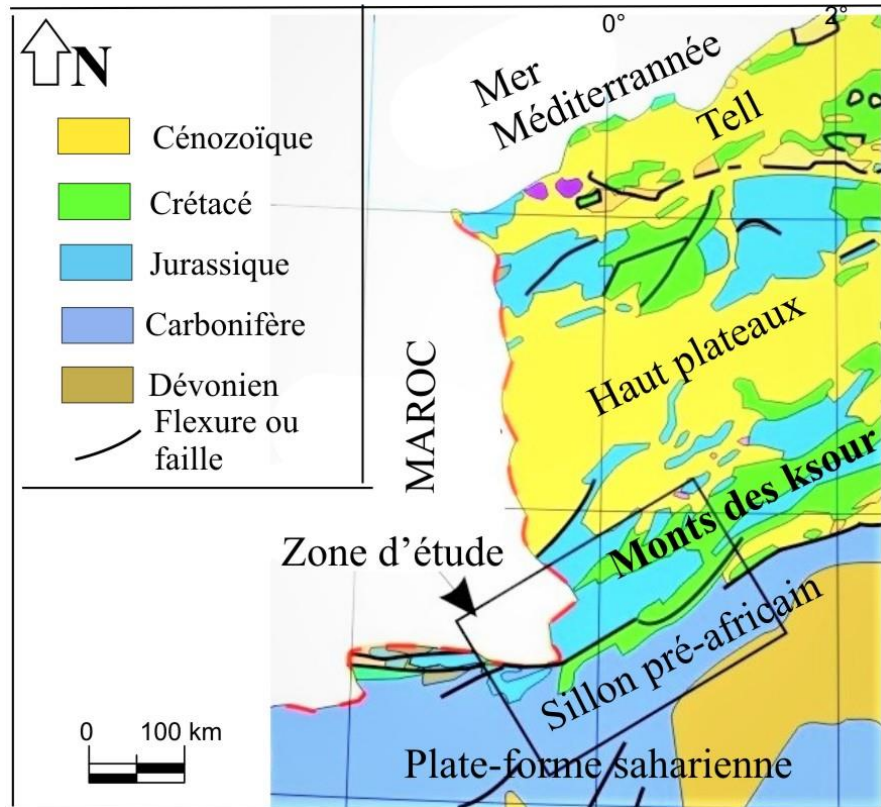 N
Cénozoïque
Crétacé
Jurassique
Carbonifère
Dévonien
Flexure ou
faille
0°
2°
Mer
Méditerrannée
Tell
MAROC
Haut plateaux
Monts des ksour
Zone d'étude
Sillon pré-africain
Plate-forme saharienne
0 100 km